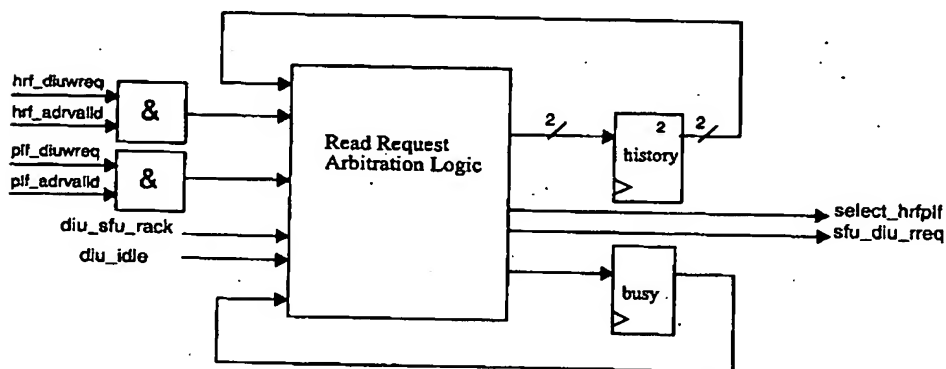 hrf_diuwreq
hrf_adrvalid
&
plf_diuwreq
plf_adrvalid
&
diu_sfu_rack
diu_idle
Read Request
Arbitration Logic
2
2
2
history
select_hrfplf
sfu_diu_rreq
busy